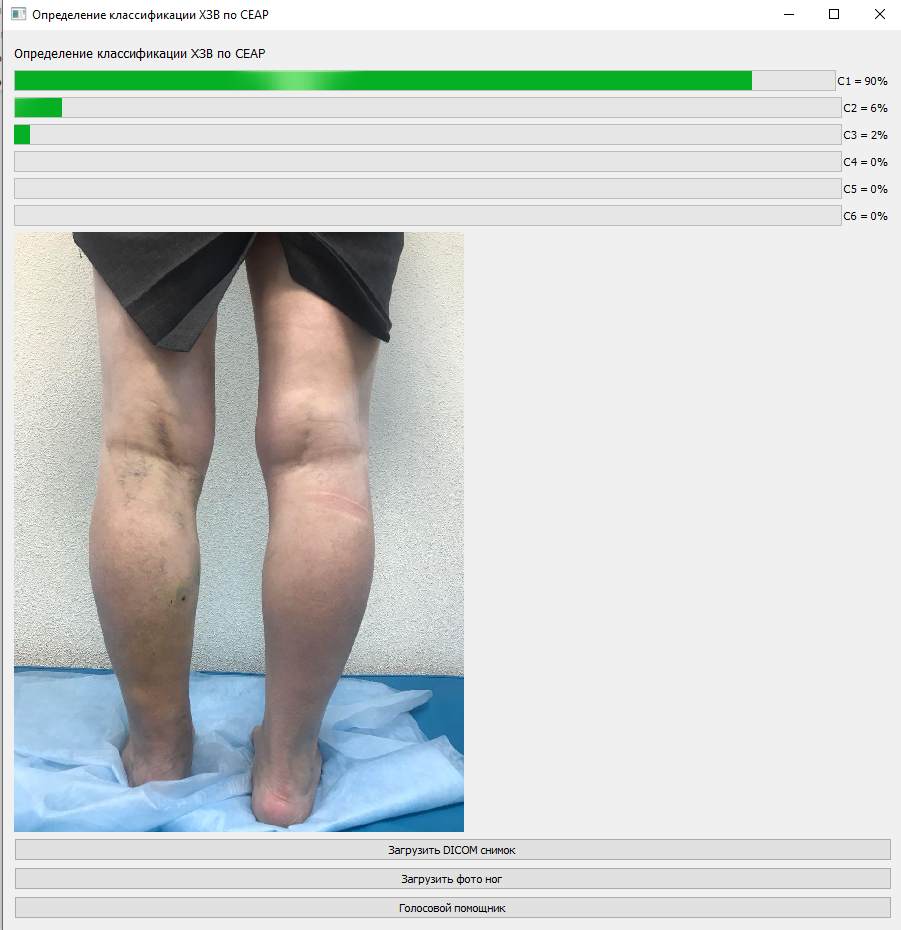 Определение классификации ХЗВ по CEAP
Определение классификации ХЗВ по CEAP
C1 = 90%
C2 = 6%
C3 = 2%
C4 = 0%
C5 = 0%
C6 = 0%
Загрузить DICOM снимок
Загрузить фото ног
Голосовой помощник